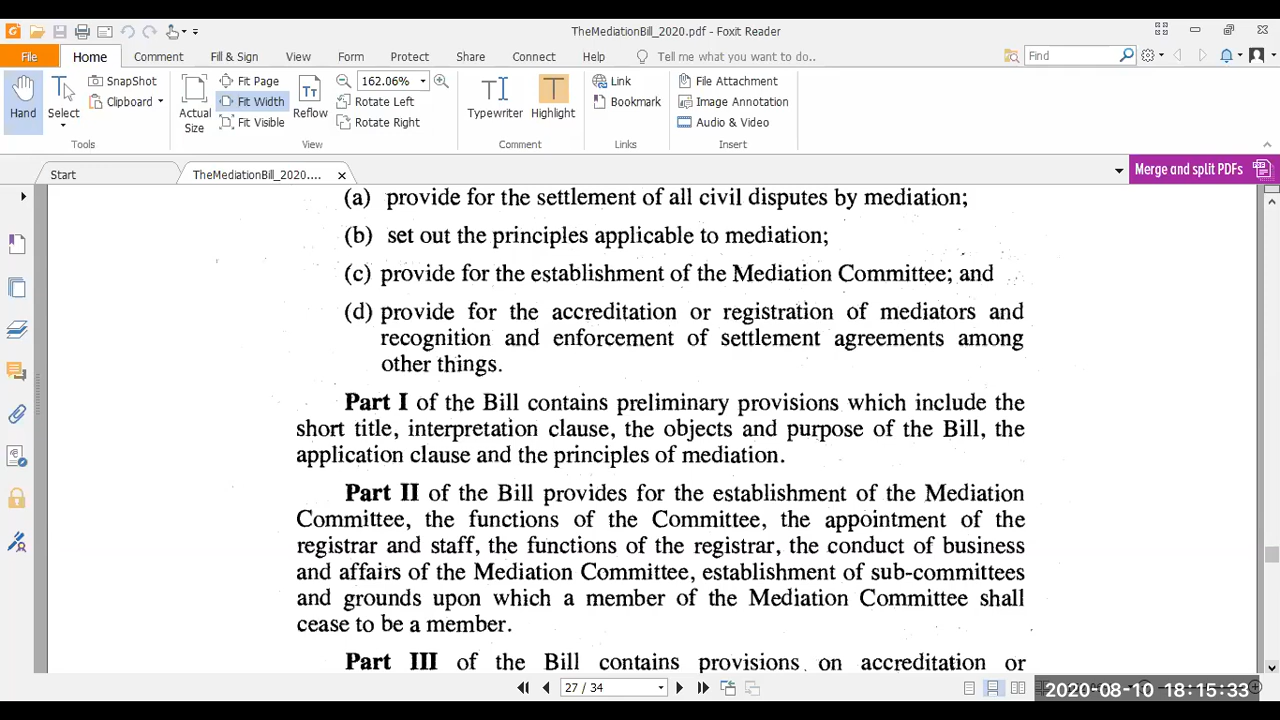 TheMediationBill_2020.pdf - Foxit Reader
File Home Comment Fill & Sign View Form Protect Share Connect Help Tell me what you want to do.. Find
SnapShot Fit Page 162.06% Link File Attachment
Clipboard Fit Width Rotate Left Bookmark Image Annotation
Hand Select Actual Size Fit Visible Reflow Rotate Right Typewriter Highlight Audio & Video
Tools View Comment Links Insert
Start TheMediationBill_2020.... Merge and split PDFs
(a) provide for the settlement of all civil disputes by mediation;
(b) set out the principles applicable to mediation;
(c) provide for the establishment of the Mediation Committee; and
(d) provide for the accreditation or registration of mediators and
recognition and enforcement of settlement agreements among
other things.
Part I of the Bill contains preliminary provisions which include the
short title, interpretation clause, the objects and purpose of the Bill, the
application clause and the principles of mediation.
Part II of the Bill provides for the establishment of the Mediation
Committee, the functions of the Committee, the appointment of the
registrar and staff, the functions of the registrar, the conduct of business
and affairs of the Mediation Committee, establishment of sub-committees
and grounds upon which a member of the Mediation Committee shall
cease to be a member.
Part III of the Bill contains provisions on accreditation or
27 / 34
2020-08-10 18:15:33